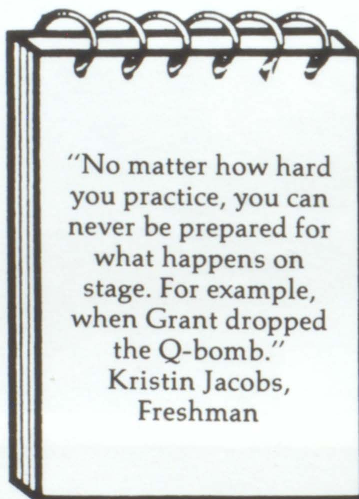 "No matter how hard
you practice, you can
never be prepared for
what happens on
stage. For example,
when Grant dropped
the Q-bomb."
Kristin Jacobs,
Freshman